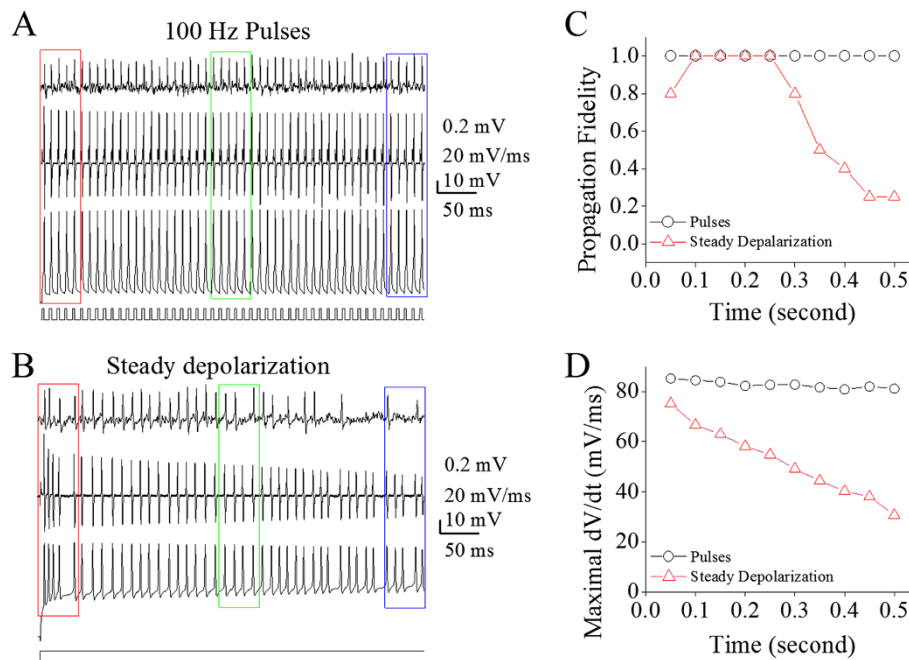 A
100 Hz Pulses
0.2 mV
20 mV/ms
10 mV
50 ms
B
Steady depolarization
0.2 mV
20 mV/ms
10 mV
50 ms
C
Propagation Fidelity
1.0
0.8
0.6
0.4
0.2
0.0
Pulses
Steady Depalarization
0.0 0.1 0.2 0.3 0.4 0.5
Time (second)
D
Maximal dV/dt (mV/ms)
80
60
40
20
0
Pulses
Steady Depolarization
0.0 0.1 0.2 0.3 0.4 0.5
Time (second)